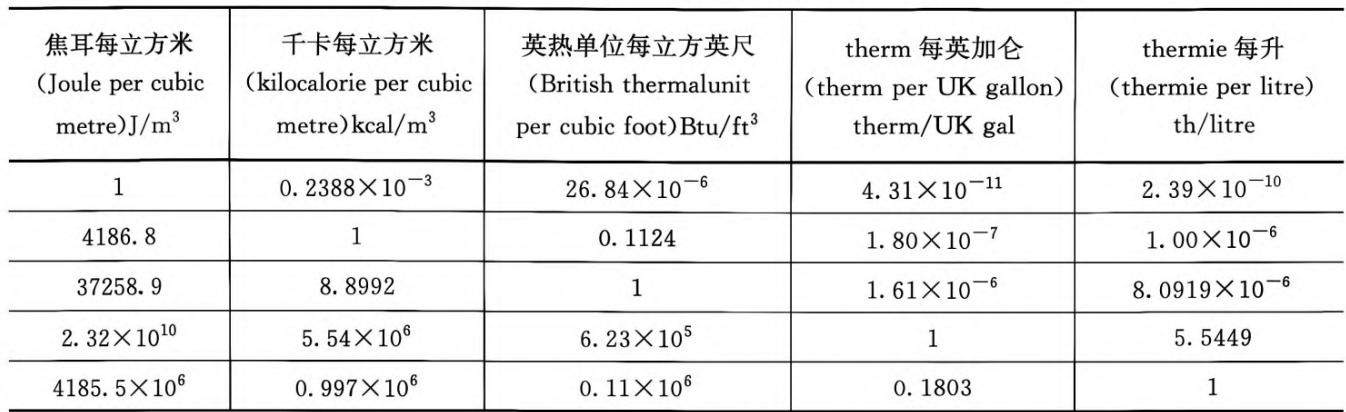 焦耳每立方米 千卡每立方米 英热单位每立方英尺 therm 每英加仑 thermie 每升
(Joule per cubic (kilocalorie per cubic (British thermalunit (therm per UK gallon) (thermie per litre)
metre)J/m³ metre)kcal/m³ per cubic foot)Btu/ft³ therm/UK gal th/litre
1 0.2388×10⁻³ 26.84×10⁻⁶ 4.31×10⁻¹¹ 2.39×10⁻¹⁰
4186.8 1 0.1124 1.80×10⁻⁷ 1.00×10⁻⁶
37258.9 8.8992 1 1.61×10⁻⁶ 8.0919×10⁻⁶
2.32×10¹⁰ 5.54×10⁶ 6.23×10⁵ 1 5.5449
4185.5×10⁶ 0.997×10⁶ 0.11×10⁶ 0.1803 1